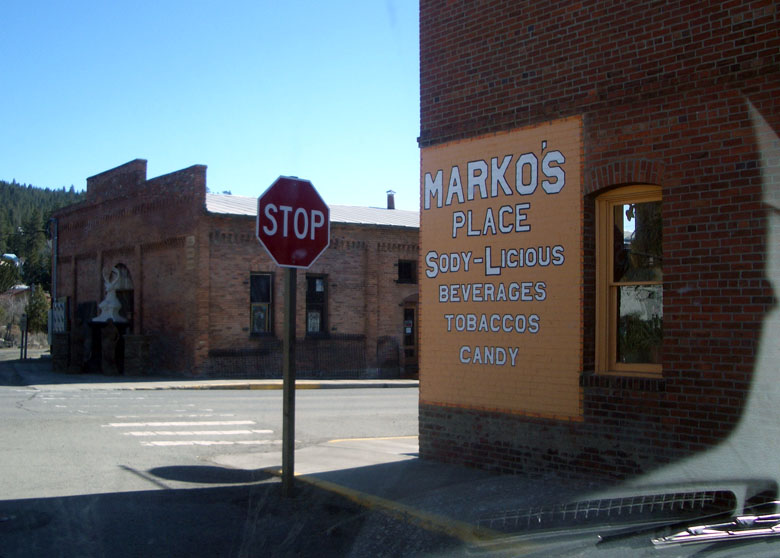 STOP
MARKO'S
PLACE
SODY-LICIOUS
BEVERAGES
TOBACCOS
CANDY